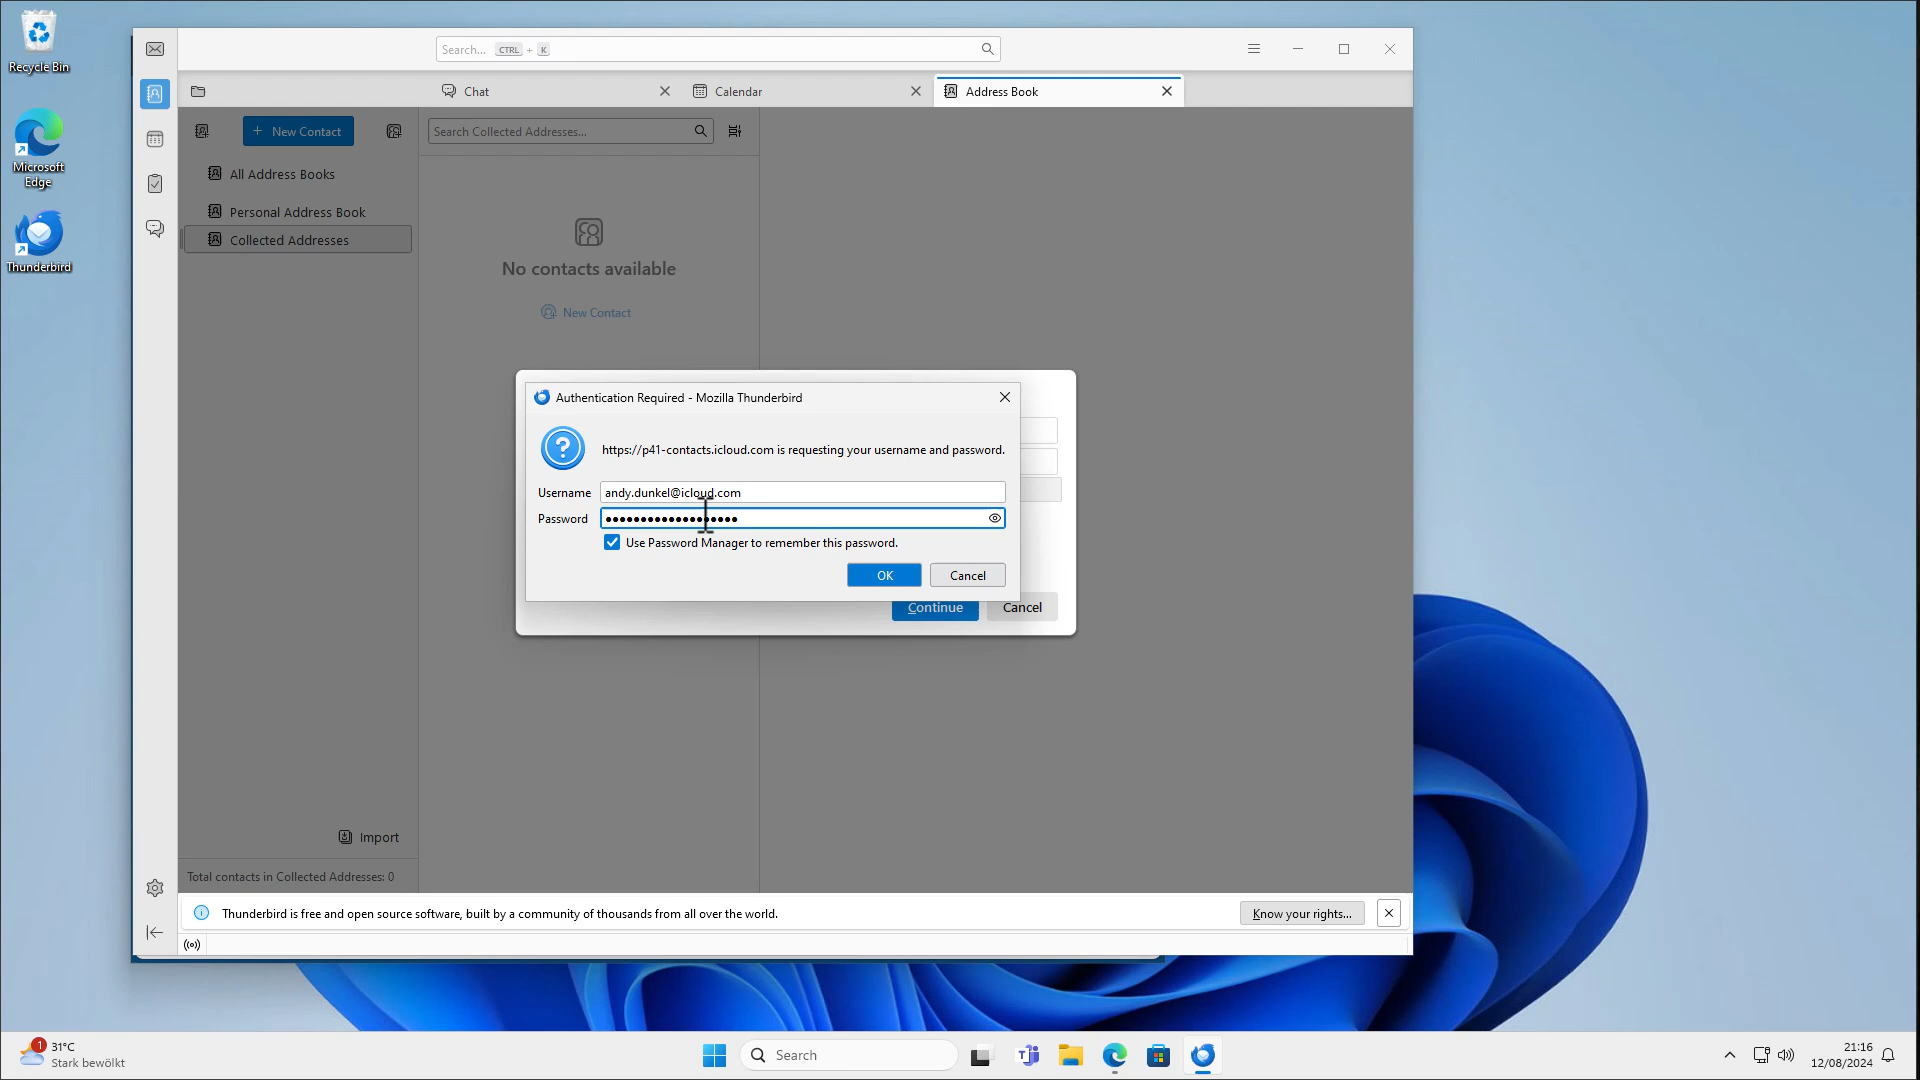 Recycle Bin
Microsoft
Edge
Thunderbird
Search... CTRL + K
Chat
Calendar
Address Book
+ New Contact
Search Collected Addresses...
All Address Books
Personal Address Book
Collected Addresses
No contacts available
New Contact
Authentication Required - Mozilla Thunderbird
https://p41-contacts.icloud.com is requesting your username and password.
Username andy.dunkel@icloud.com
Password ●●●●●●●●●●●●●●●●●●●
Use Password Manager to remember this password.
OK Cancel
Continue Cancel
Import
Total contacts in Collected Addresses: 0
Thunderbird is free and open source software, built by a community of thousands from all over the world.
Know your rights...
1
31°C
Stark bewölkt
Search
21:16
12/08/2024